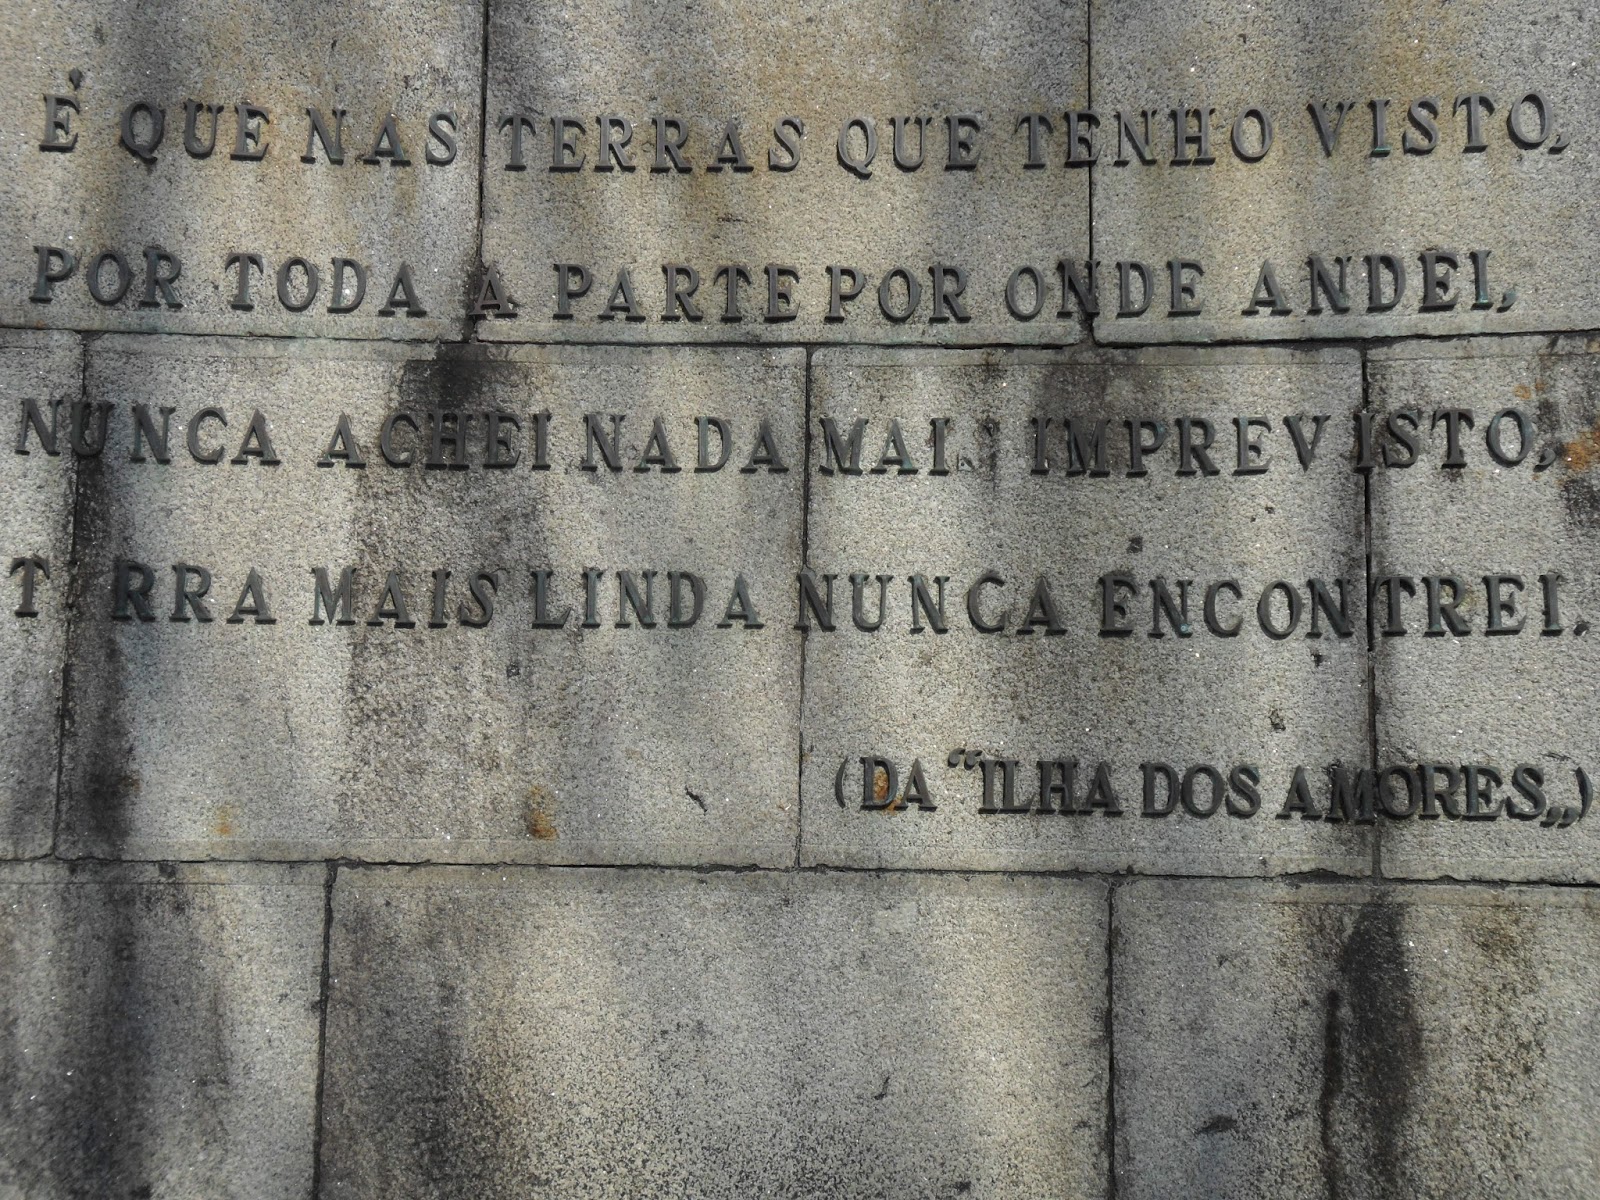 É QUE NAS TERRAS QUE TENHO VISTO,
POR TODA A PARTE POR ONDE ANDEI,
NUNCA ACHEI NADA MAI IMPREVISTO,
T RRA MAIS LINDA NUNCA ENCONTREI.
(DA “ILHA DOS AMORES„)